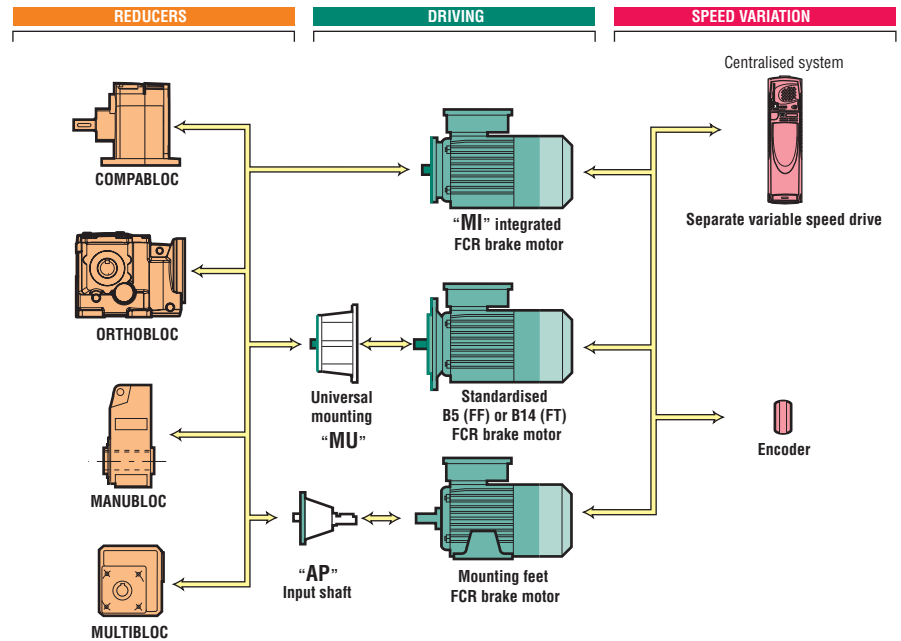 REDUCERS
DRIVING
SPEED VARIATION
Centralised system
COMPABLOC
"MI" integrated
FCR brake motor
Separate variable speed drive
ORTHOBLOC
Universal
mounting
"MU"
Standardised
B5 (FF) or B14 (FT)
FCR brake motor
Encoder
MANUBLOC
"AP"
Input shaft
Mounting feet
FCR brake motor
MULTIBLOC